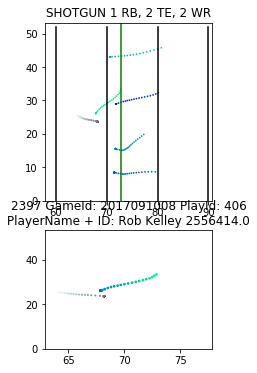 SHOTGUN 1 RB, 2 TE, 2 WR
50
40
30
20
10
0
60 70 80 90
2397 GameId: 2017091008 PlayId: 406
PlayerName + ID: Rob Kelley 2556414.0
40
20
0
65 70 75